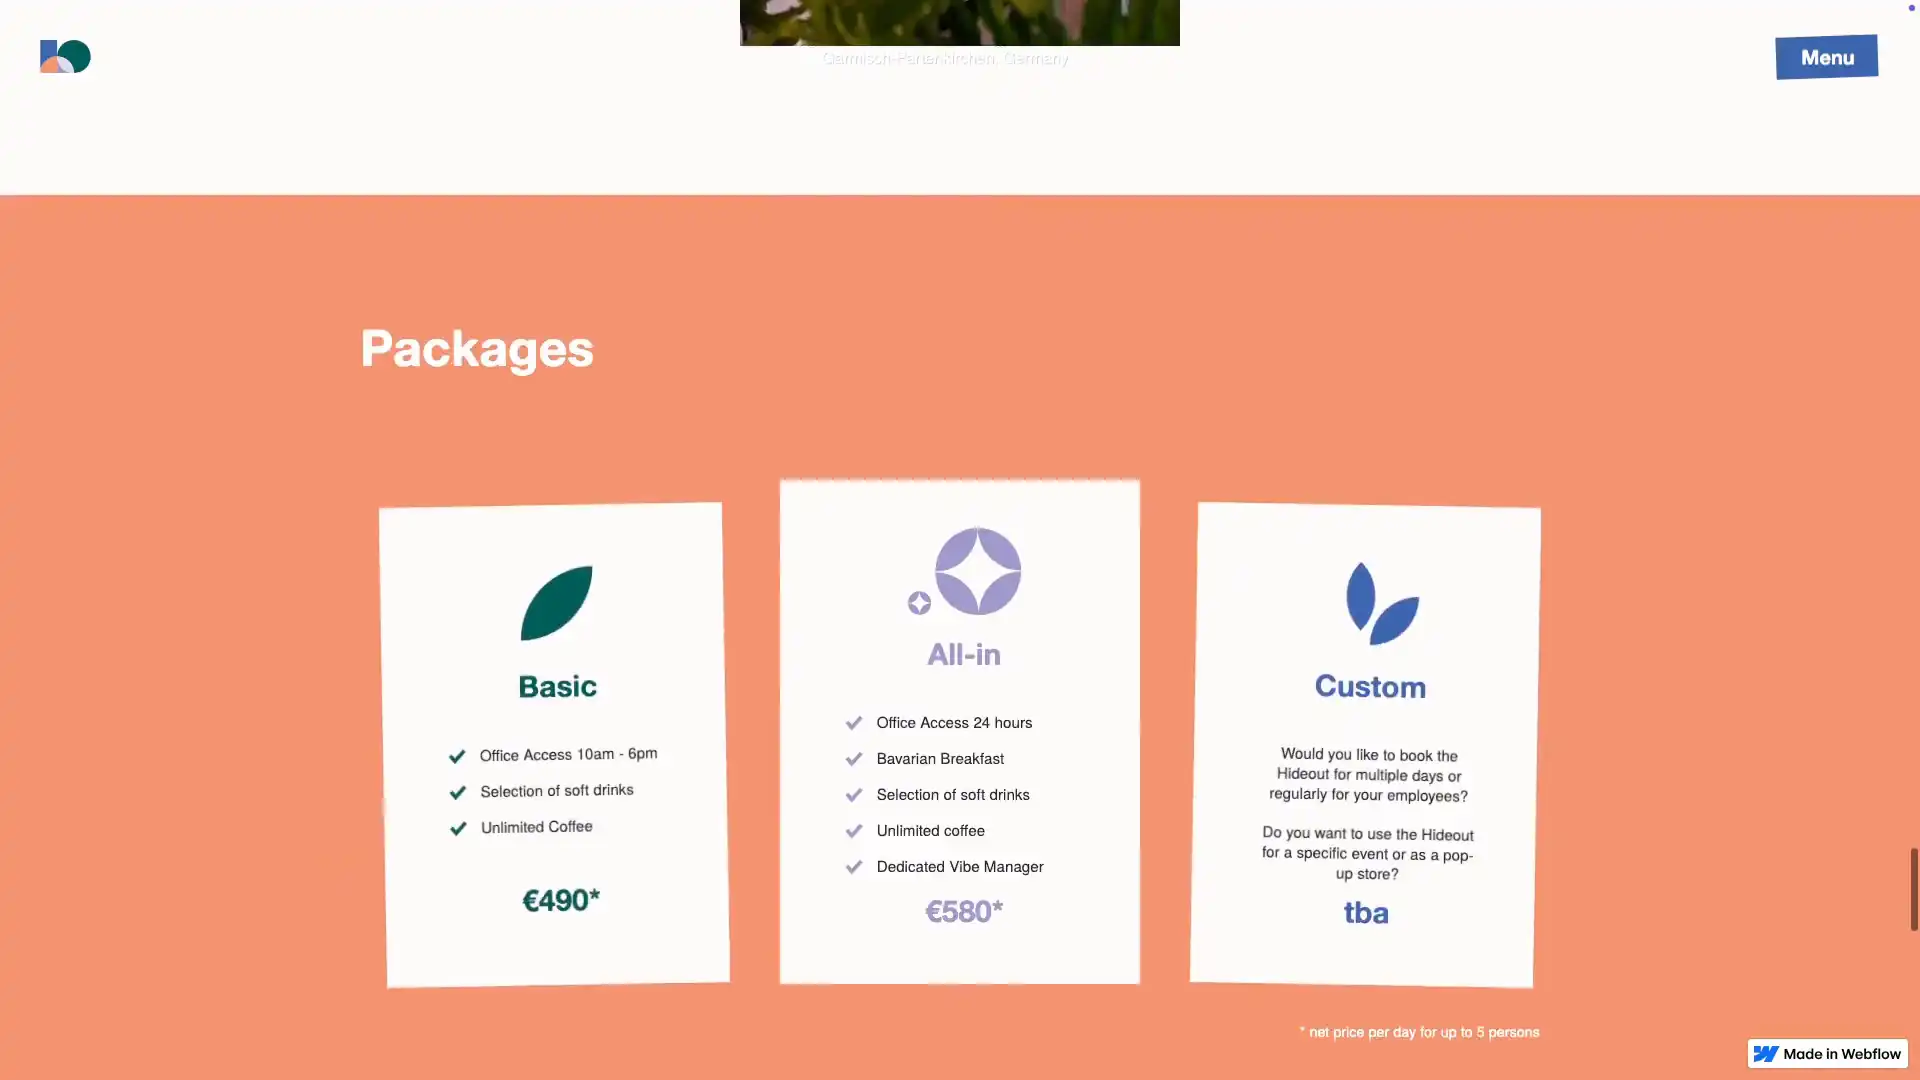 Garmisch-Partenkirchen, Germany
Menu
Packages
Basic
Office Access 10am - 6pm
Selection of soft drinks
Unlimited Coffee
€490*
All-in
Office Access 24 hours
Bavarian Breakfast
Selection of soft drinks
Unlimited coffee
Dedicated Vibe Manager
€580*
Custom
Would you like to book the
Hideout for multiple days or
regularly for your employees?
Do you want to use the Hideout
for a specific event or as a pop-
up store?
tba
* net price per day for up to 5 persons
Made in Webflow